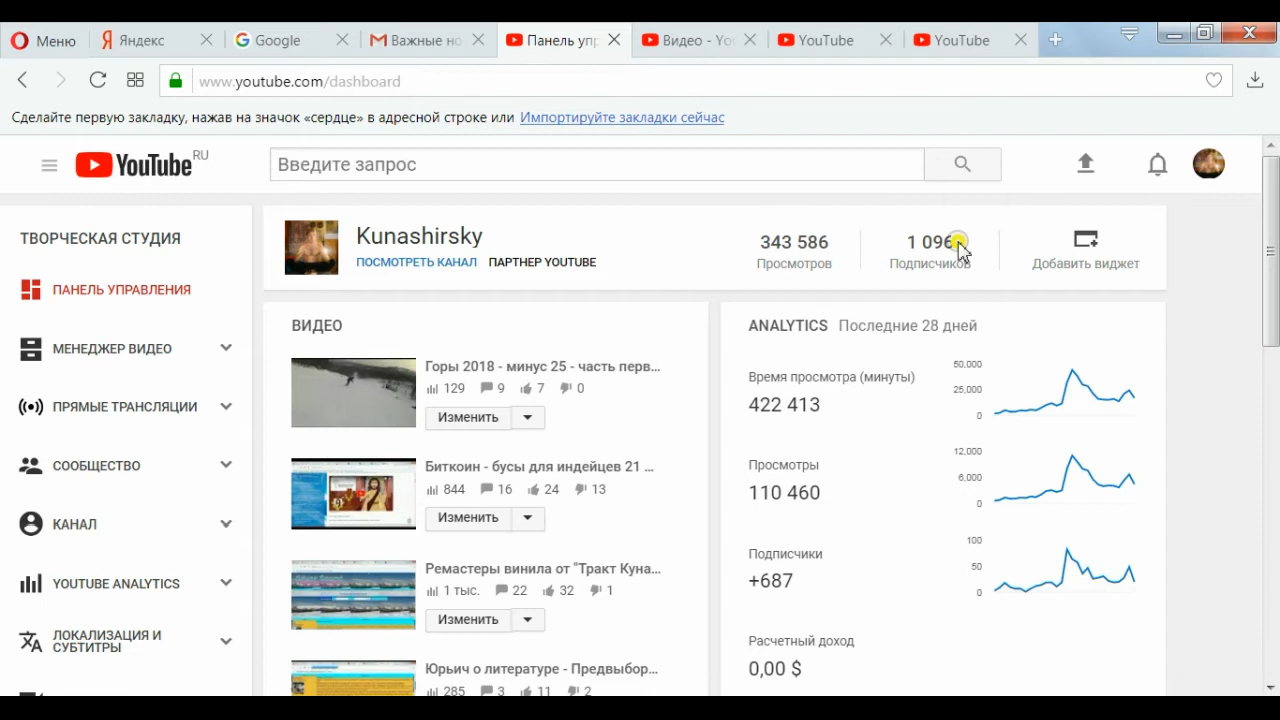 Меню
Яндекс
Google
Важные но
Панель упр
Видео - You
YouTube
YouTube
www.youtube.com/dashboard
Сделайте первую закладку, нажав на значок «сердце» в адресной строке или Импортируйте закладки сейчас
YouTube RU
Введите запрос
ТВОРЧЕСКАЯ СТУДИЯ
ПАНЕЛЬ УПРАВЛЕНИЯ
МЕНЕДЖЕР ВИДЕО
ПРЯМЫЕ ТРАНСЛЯЦИИ
СООБЩЕСТВО
КАНАЛ
YOUTUBE ANALYTICS
ЛОКАЛИЗАЦИЯ И
СУБТИТРЫ
Kunashirsky
ПОСМОТРЕТЬ КАНАЛ ПАРТНЕР YOUTUBE
343 586
Просмотров
1 096
Подписчиков
Добавить виджет
ВИДЕО
Горы 2018 - минус 25 - часть перв...
129 9 7 0
Изменить
Биткоин - бусы для индейцев 21 ...
844 16 24 13
Изменить
Ремастеры винила от "Тракт Куна...
1 тыс. 22 32 1
Изменить
Юрьич о литературе - Предвыбор...
285 3 11 2
ANALYTICS Последние 28 дней
Время просмотра (минуты)
422 413
50,000
25,000
0
Просмотры
110 460
12,000
6,000
0
Подписчики
+687
100
50
0
Расчетный доход
0,00 $